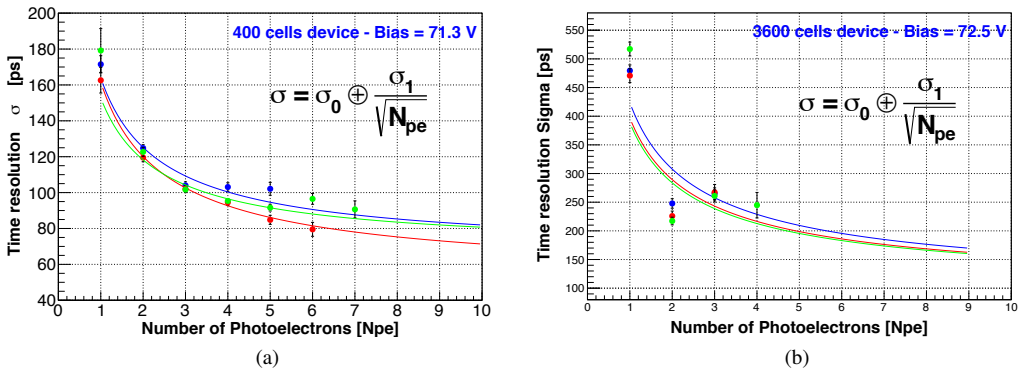 400 cells device - Bias = 71.3 V
σ = σ₀ ⊕ σ₁ / √Npe
Time resolution σ [ps]
200
180
160
140
120
100
80
60
40
0 1 2 3 4 5 6 7 8 9 10
Number of Photoelectrons [Npe]
(a)
3600 cells device - Bias = 72.5 V
σ = σ₀ ⊕ σ₁ / √Npe
Time resolution Sigma [ps]
550
500
450
400
350
300
250
200
150
100
0 1 2 3 4 5 6 7 8 9 10
Number of Photoelectrons [Npe]
(b)